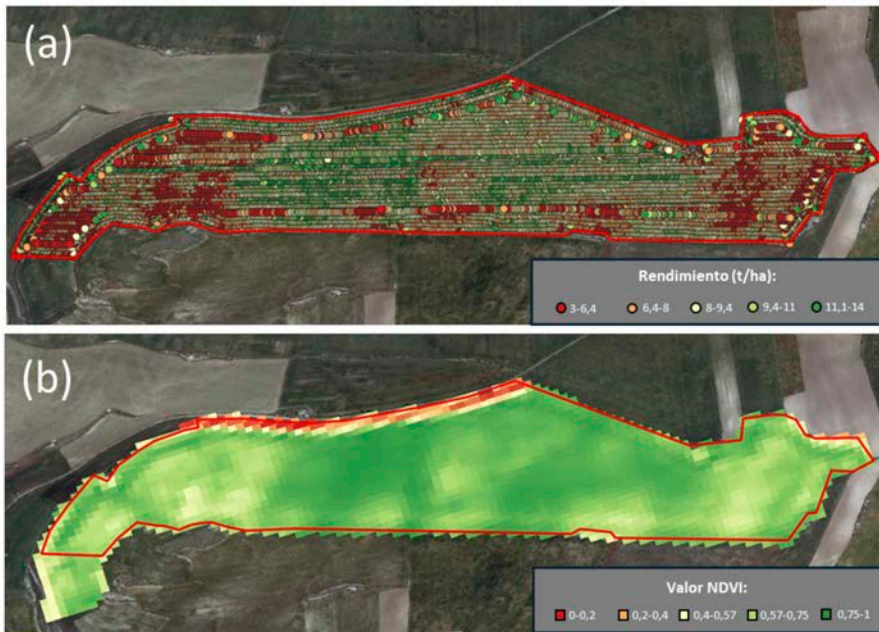 (a)
Rendimiento (t/ha):
3-6,4 6,4-8 8-9,4 9,4-11 11,1-14
(b)
Valor NDVI:
0-0,2 0,2-0,4 0,4-0,57 0,57-0,75 0,75-1